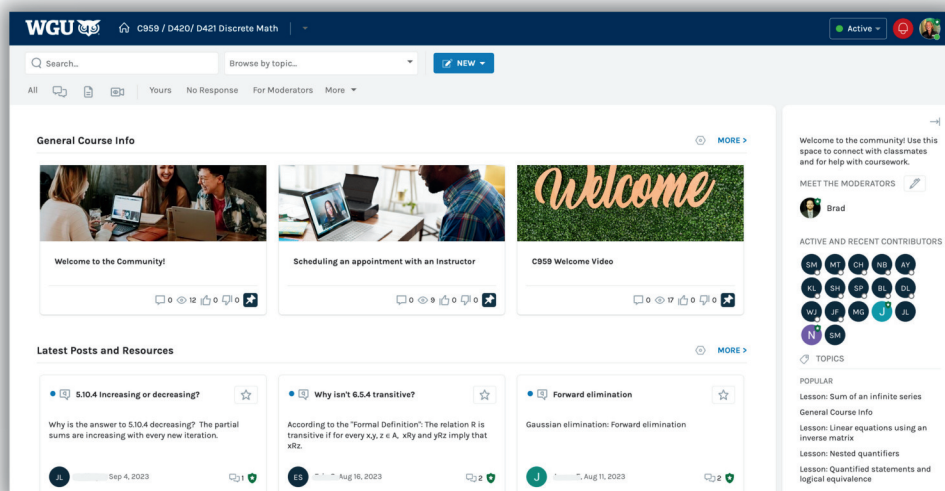 WGU
C959 / D420/ D421 Discrete Math
Active
Search...
Browse by topic...
NEW
All
Yours
No Response
For Moderators
More
General Course Info
MORE >
Welcome
Welcome to the Community!
0 12 0 0
Scheduling an appointment with an Instructor
0 9 0 0
C959 Welcome Video
0 17 0 0
Latest Posts and Resources
MORE >
5.10.4 Increasing or decreasing?
Why is the answer to 5.10.4 decreasing? The partial
sums are increasing with every new iteration.
JL
Sep 4, 2023
1
Why isn't 6.5.4 transitive?
According to the "Formal Definition": The relation R is
transitive if for every x,y, z ∈ A, xRy and yRz imply that
xRz.
ES
Aug 16, 2023
2
Forward elimination
Gaussian elimination: Forward elimination
J
Aug 11, 2023
2
Welcome to the community! Use this
space to connect with classmates
and for help with coursework.
MEET THE MODERATORS
Brad
ACTIVE AND RECENT CONTRIBUTORS
SM MT CH NB AY
KL SH SP BL DL
WJ JF MG J JL
N SM
TOPICS
POPULAR
Lesson: Sum of an infinite series
General Course Info
Lesson: Linear equations using an
inverse matrix
Lesson: Nested quantifiers
Lesson: Quantified statements and
logical equivalence